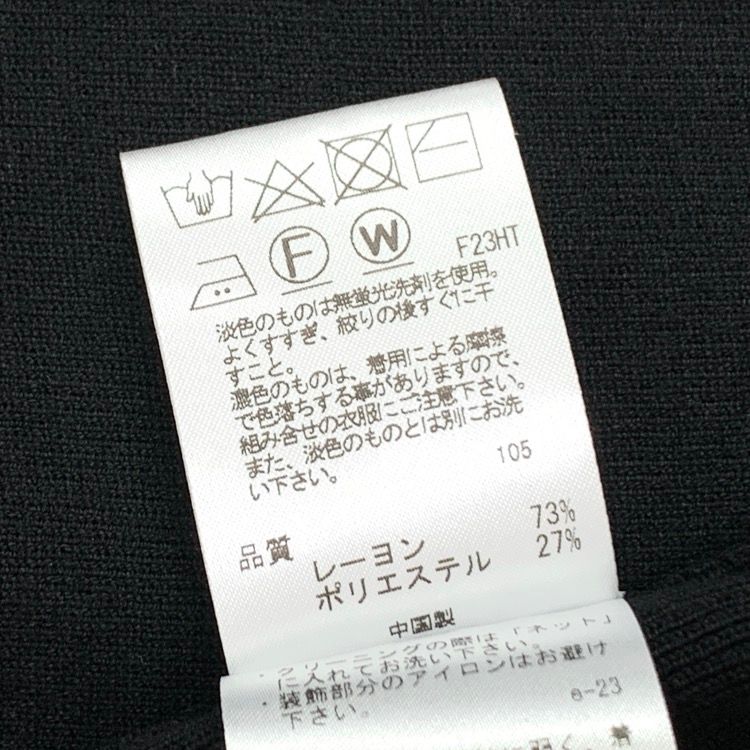 F W F23HT
淡色のものは無蛍光洗剤を使用。
よくすすぎ、絞りの後すぐに干
すこと。
濃色のものは、着用による摩擦
で色落ちする事がありますので、
組み合せの衣服にご注意下さい。
また、淡色のものとは別にお洗
い下さい。
105
品質 レーヨン 73%
ポリエステル 27%
中国製
・クリーニングの際は「ネット」
に入れてお洗い下さい。
・装飾部分のアイロンはお避け
下さい。
e-23
着